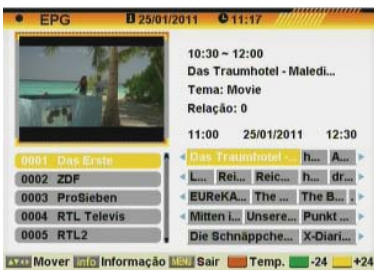 EPG 25/01/2011 11:17
10:30 ~ 12:00
Das Traumhotel - Maledi...
Tema: Movie
Relação: 0
11:00 25/01/2011 12:30
0001 Das Erste
Das Traumhotel -... h... A...
0002 ZDF
L... Rei... Reic... h... dr...
0003 ProSieben
EUReKA... The ... The B... .
0004 RTL Televis
Mitten i... Unsere... Punkt ...
0005 RTL2
Die Schnäppche... X-Diari...
Mover Info Informação MENU Sair Temp. -24 +24